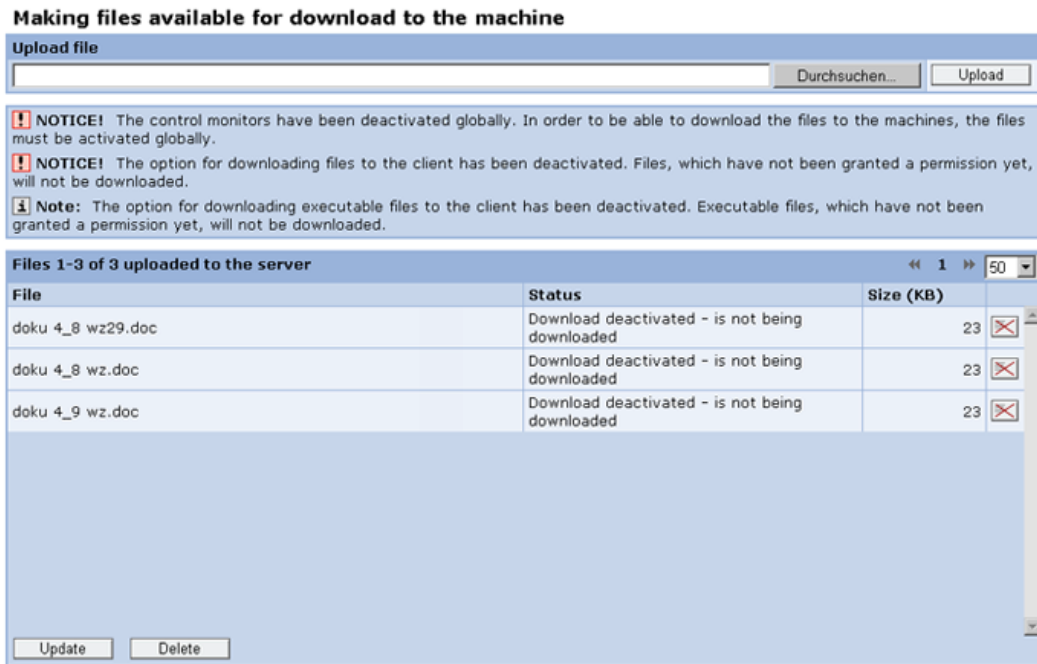 Making files available for download to the machine
Upload file
Durchsuchen... Upload
! NOTICE! The control monitors have been deactivated globally. In order to be able to download the files to the machines, the files
must be activated globally.
! NOTICE! The option for downloading files to the client has been deactivated. Files, which have not been granted a permission yet,
will not be downloaded.
i Note: The option for downloading executable files to the client has been deactivated. Executable files, which have not been
granted a permission yet, will not be downloaded.
Files 1-3 of 3 uploaded to the server 1 50
File Status Size (KB)
doku 4_8 wz29.doc Download deactivated - is not being 23
downloaded
doku 4_8 wz.doc Download deactivated - is not being 23
downloaded
doku 4_9 wz.doc Download deactivated - is not being 23
downloaded
Update Delete